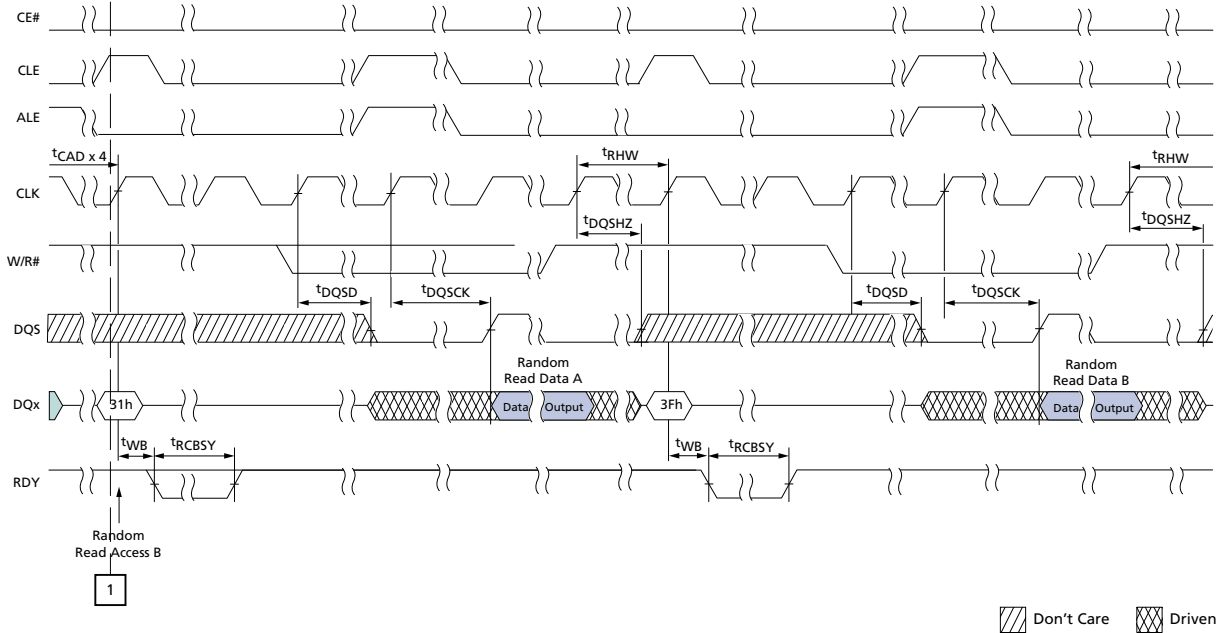 CE#
CLE
ALE
tCAD x 4
tRHW
tRHW
CLK
tDQSHZ
tDQSHZ
W/R#
tDQSD
tDQSCK
tDQSD
tDQSCK
DQS
Random
Read Data A
Random
Read Data B
DQx
31h
Data Output
3Fh
Data Output
tWB
tRCBSY
tWB
tRCBSY
RDY
Random
Read Access B
1
Don't Care
Driven